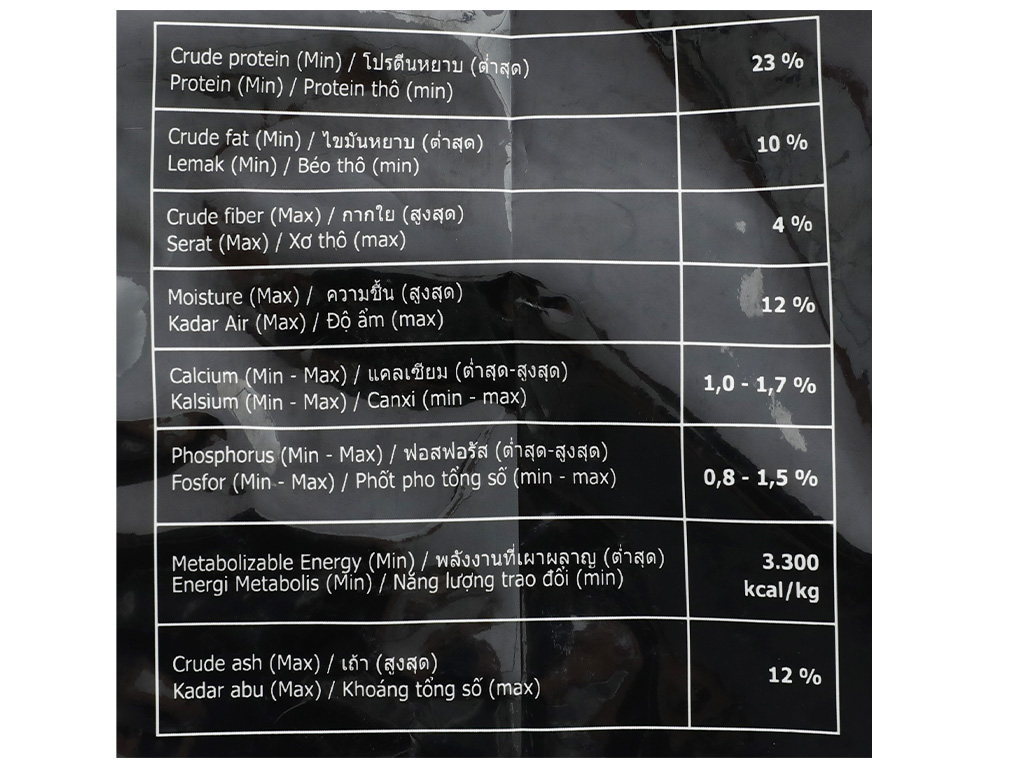 Crude protein (Min) / โปรตีนหยาบ (ต่ำสุด)
Protein (Min) / Protein thô (min)
23 %
Crude fat (Min) / ไขมันหยาบ (ต่ำสุด)
Lemak (Min) / Béo thô (min)
10 %
Crude fiber (Max) / กากใย (สูงสุด)
Serat (Max) / Xơ thô (max)
4 %
Moisture (Max) / ความชื้น (สูงสุด)
Kadar Air (Max) / Độ ẩm (max)
12 %
Calcium (Min - Max) / แคลเซียม (ต่ำสุด-สูงสุด)
Kalsium (Min - Max) / Canxi (min - max)
1,0 - 1,7 %
Phosphorus (Min - Max) / ฟอสฟอรัส (ต่ำสุด-สูงสุด)
Fosfor (Min - Max) / Phốt pho tổng số (min - max)
0,8 - 1,5 %
Metabolizable Energy (Min) / พลังงานที่เผาผลาญ (ต่ำสุด)
Energi Metabolis (Min) / Năng lượng trao đổi (min)
3.300
kcal/kg
Crude ash (Max) / เถ้า (สูงสุด)
Kadar abu (Max) / Khoáng tổng số (max)
12 %